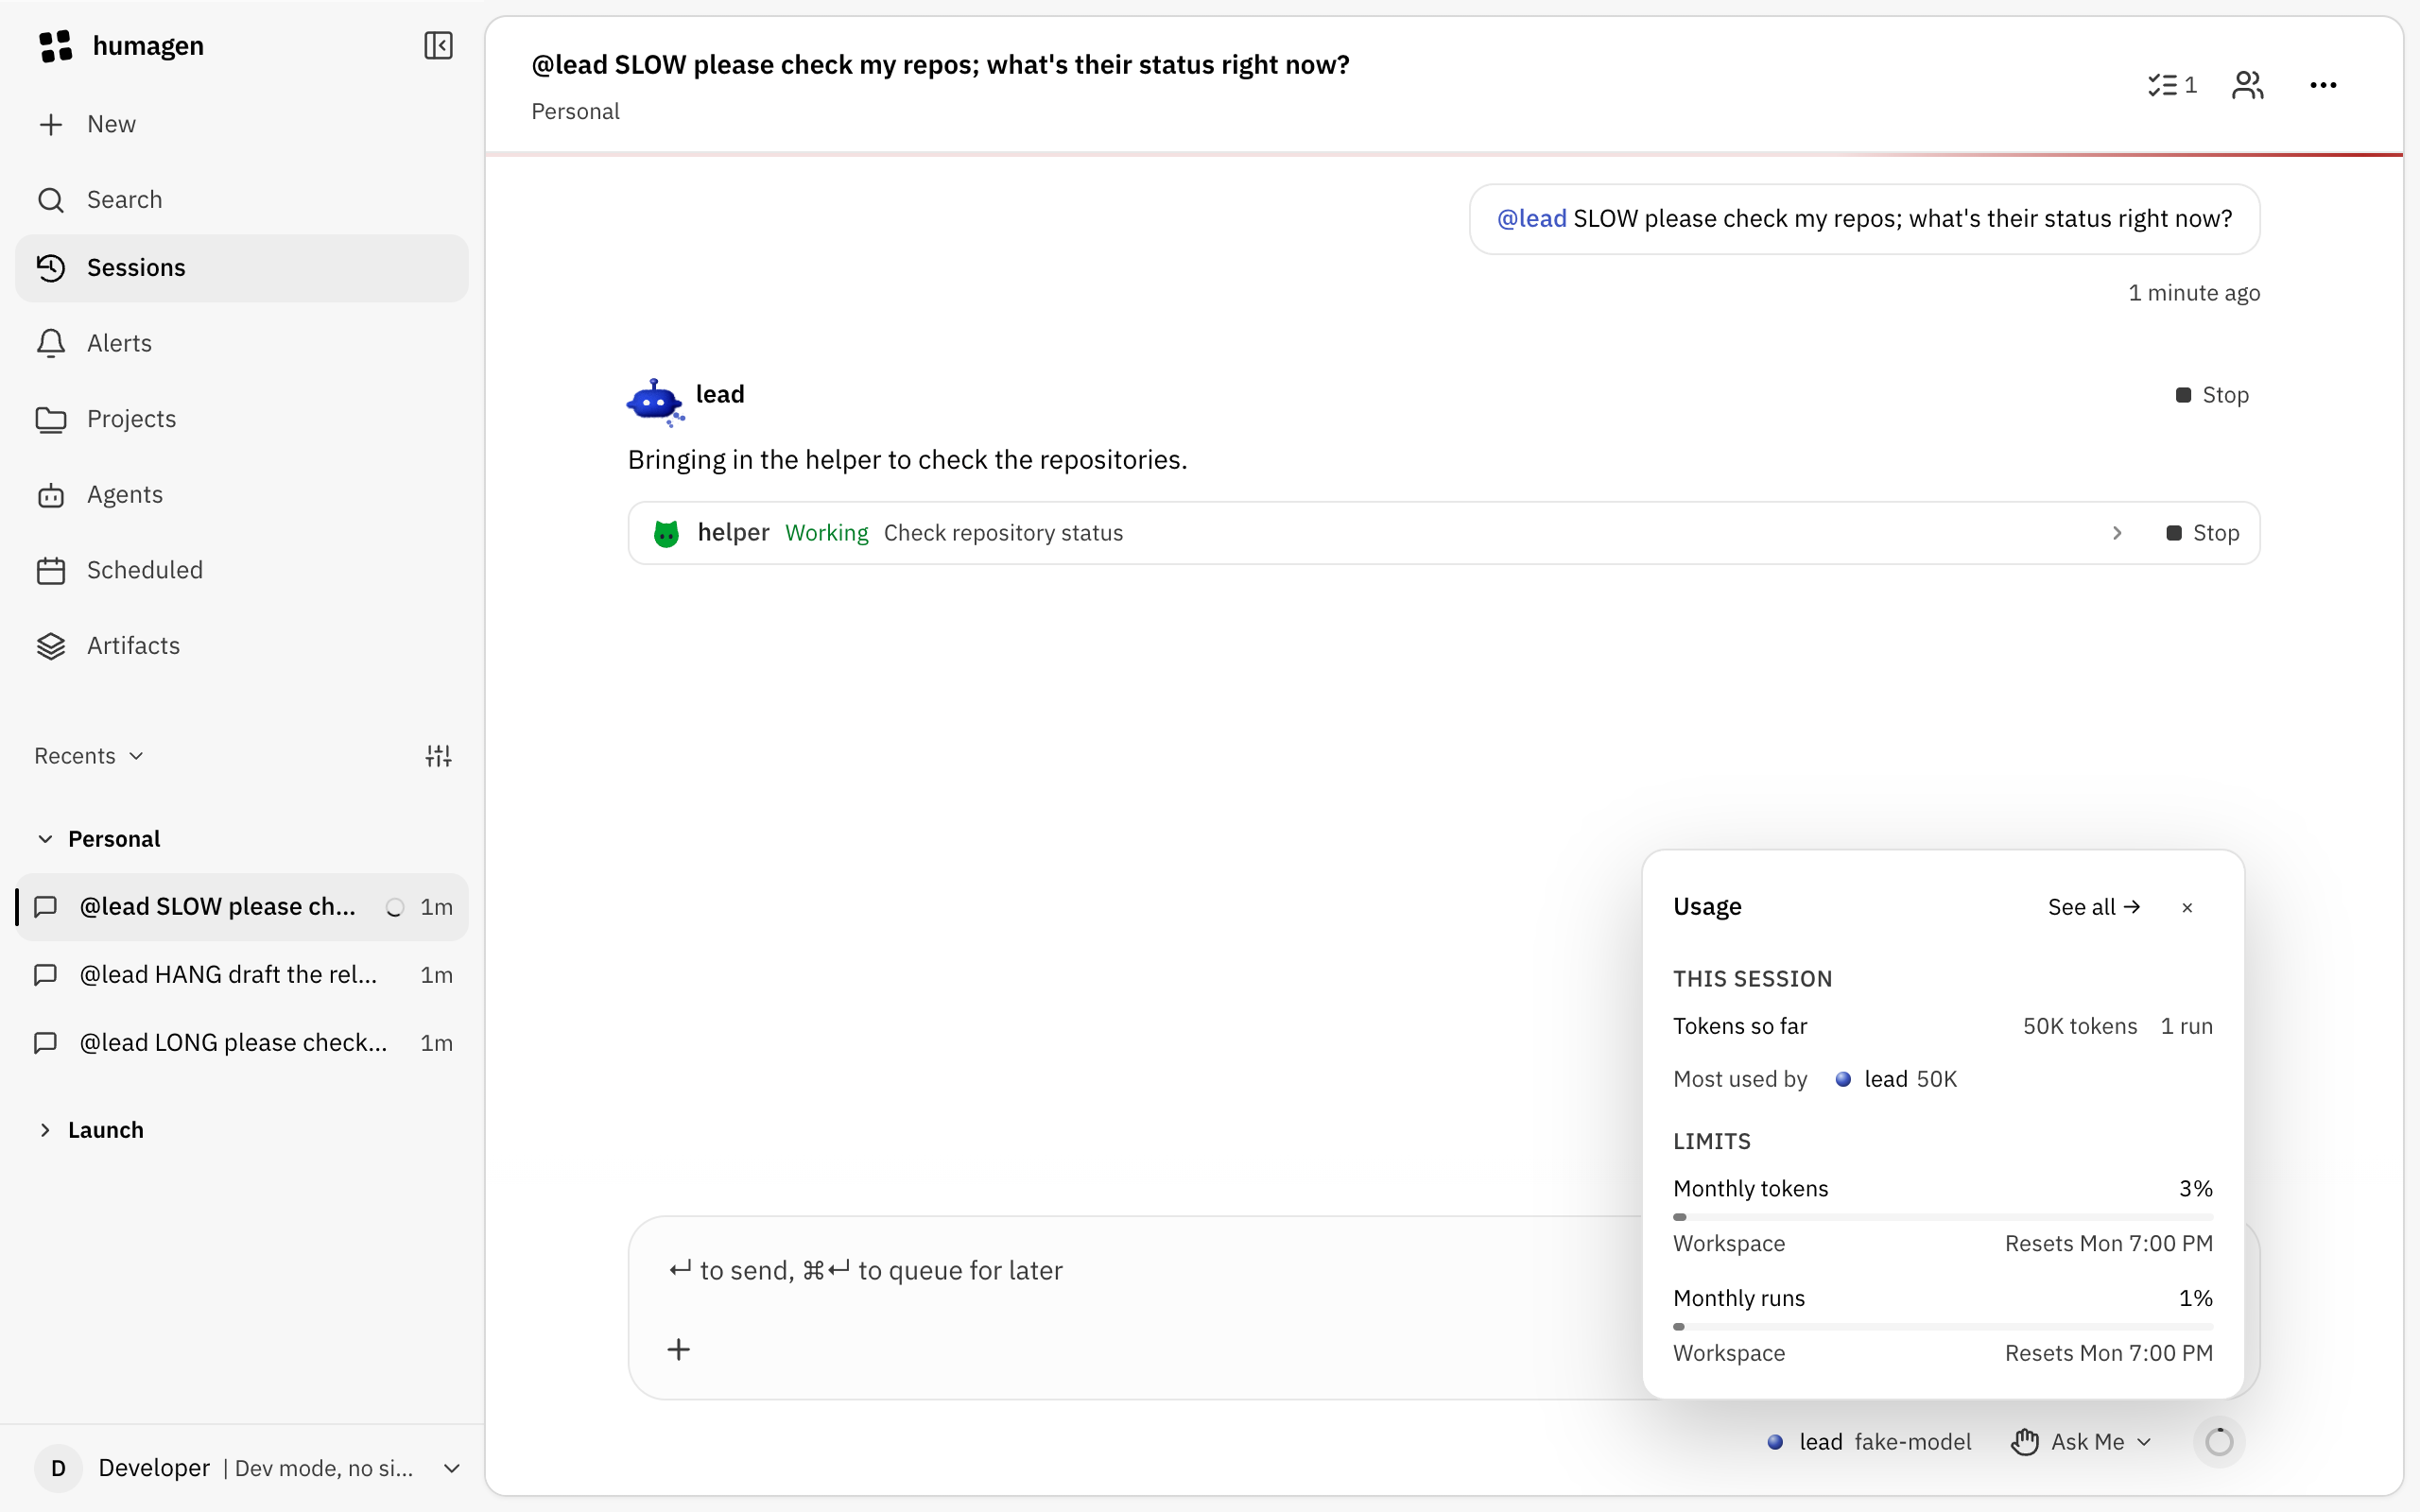 humagen
New
Search
Sessions
Alerts
Projects
Agents
Scheduled
Artifacts
Recents
Personal
@lead SLOW please ch... 1m
@lead HANG draft the rel... 1m
@lead LONG please check... 1m
Launch
D Developer | Dev mode, no si...
@lead SLOW please check my repos; what's their status right now?
Personal
1
@lead SLOW please check my repos; what's their status right now?
1 minute ago
lead Stop
Bringing in the helper to check the repositories.
helper Working Check repository status Stop
Usage See all → ×
THIS SESSION
Tokens so far 50K tokens 1 run
Most used by lead 50K
LIMITS
Monthly tokens 3%
Workspace Resets Mon 7:00 PM
Monthly runs 1%
Workspace Resets Mon 7:00 PM
↵ to send, ⌘↵ to queue for later
lead fake-model Ask Me